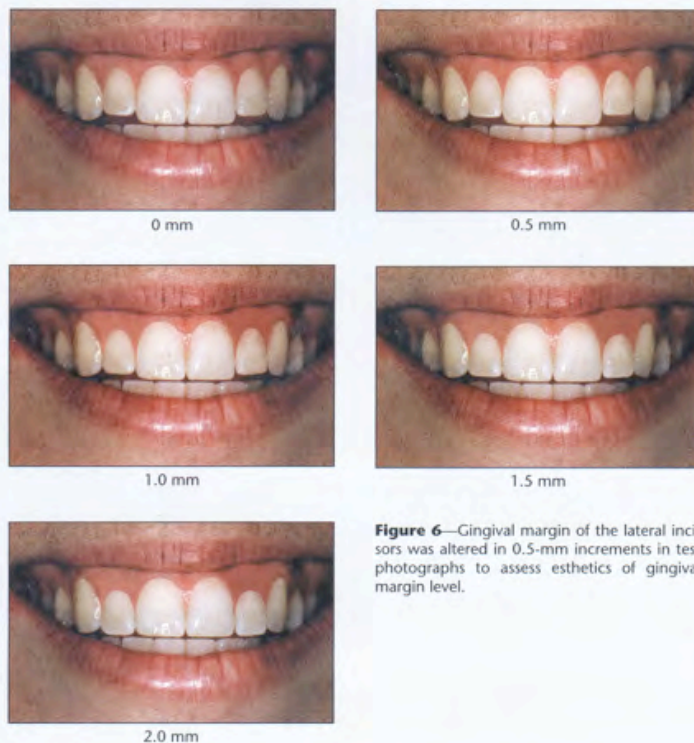 0 mm
0.5 mm
1.0 mm
1.5 mm
Figure 6—Gingival margin of the lateral inci-
sors was altered in 0.5-mm increments in
photographs to assess esthetics of
margin level.
2.0 mm